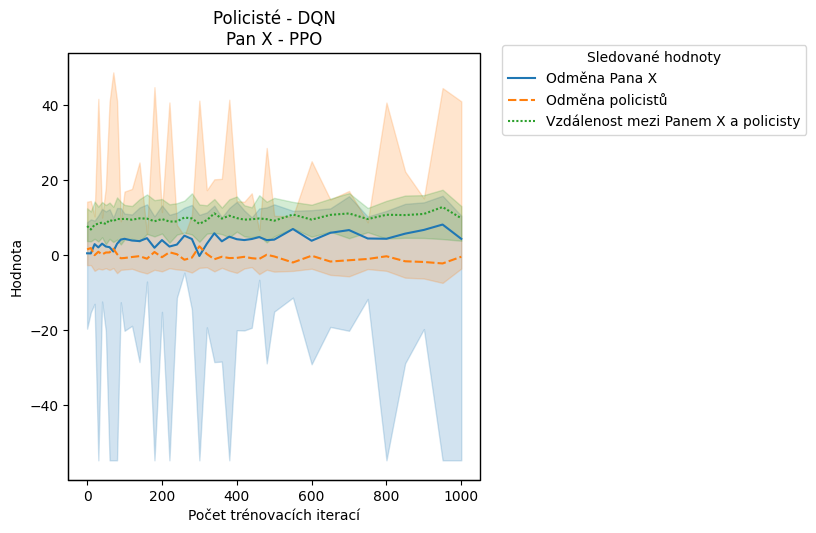 Policisté - DQN
Pan X - PPO
Sledované hodnoty
Odměna Pana X
Odměna policistů
Vzdálenost mezi Panem X a policisty
Hodnota
40
20
0
−20
−40
0 200 400 600 800 1000
Počet trénovacích iterací